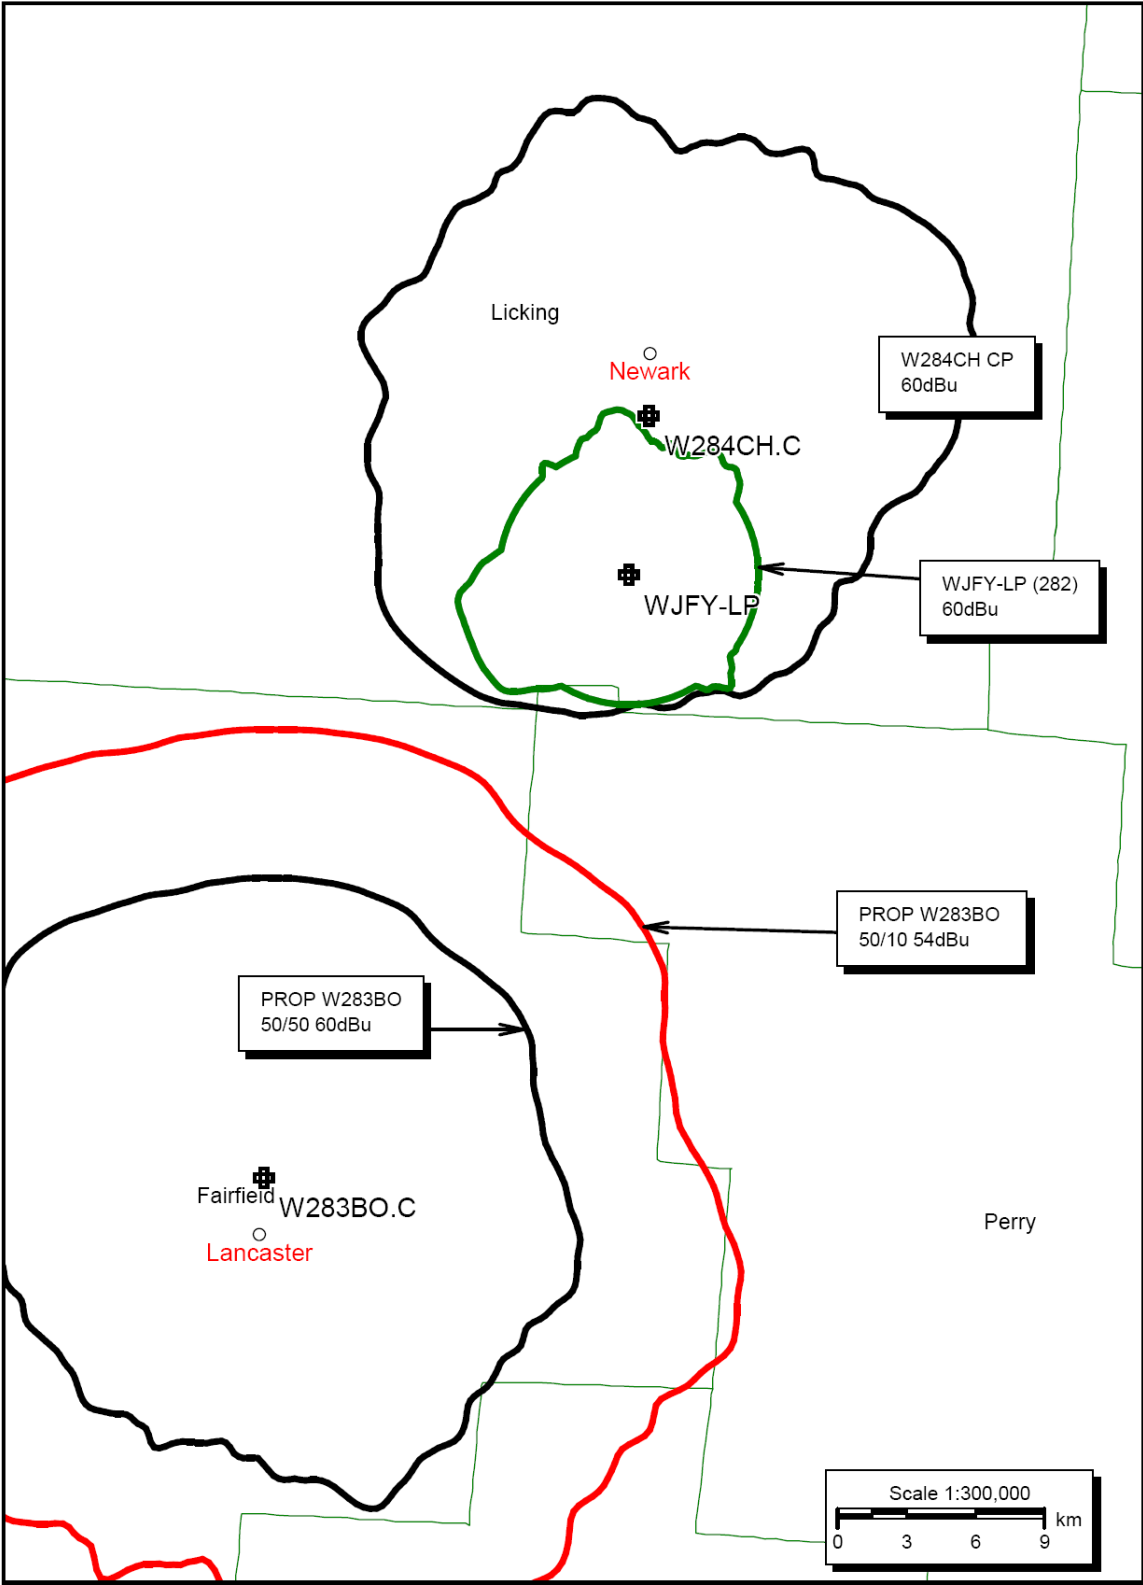 Licking
Newark
W284CH CP
60dBu
W284CH.C
WJFY-LP (282)
60dBu
WJFY-LP
PROP W283BO
50/10 54dBu
PROP W283BO
50/50 60dBu
Fairfield
W283BO.C
Lancaster
Perry
Scale 1:300,000
km
0 3 6 9